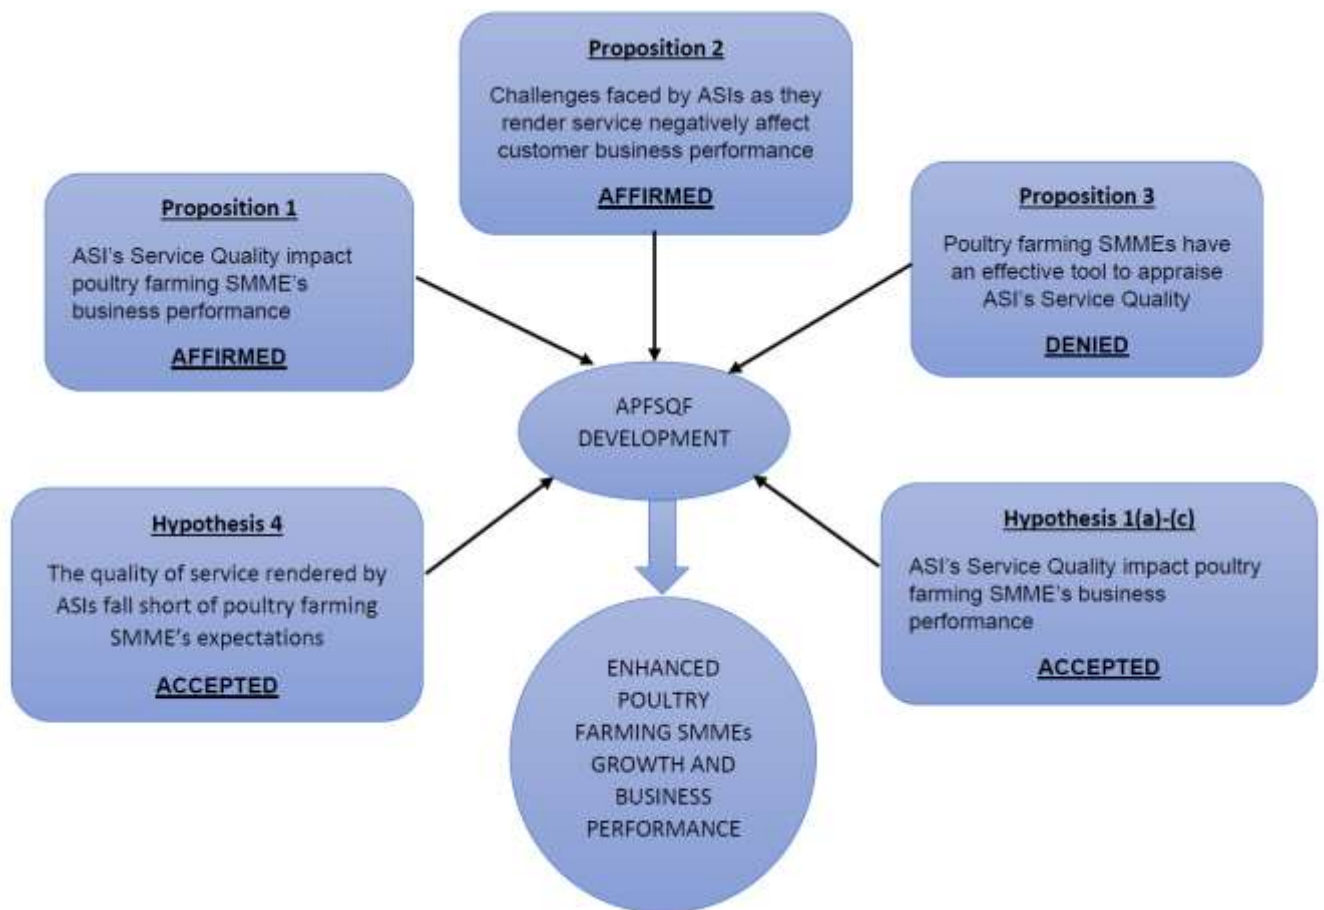 Proposition 2
Challenges faced by ASIs as they
render service negatively affect
customer business performance
AFFIRMED
Proposition 1
ASI's Service Quality impact
poultry farming SMME's
business performance
AFFIRMED
Proposition 3
Poultry farming SMMEs have
an effective tool to appraise
ASI's Service Quality
DENIED
APFSQF
DEVELOPMENT
Hypothesis 4
The quality of service rendered by
ASIs fall short of poultry farming
SMME's expectations
ACCEPTED
Hypothesis 1(a)-(c)
ASI's Service Quality impact poultry
farming SMME's business
performance
ACCEPTED
ENHANCED
POULTRY
FARMING SMMEs
GROWTH AND
BUSINESS
PERFORMANCE